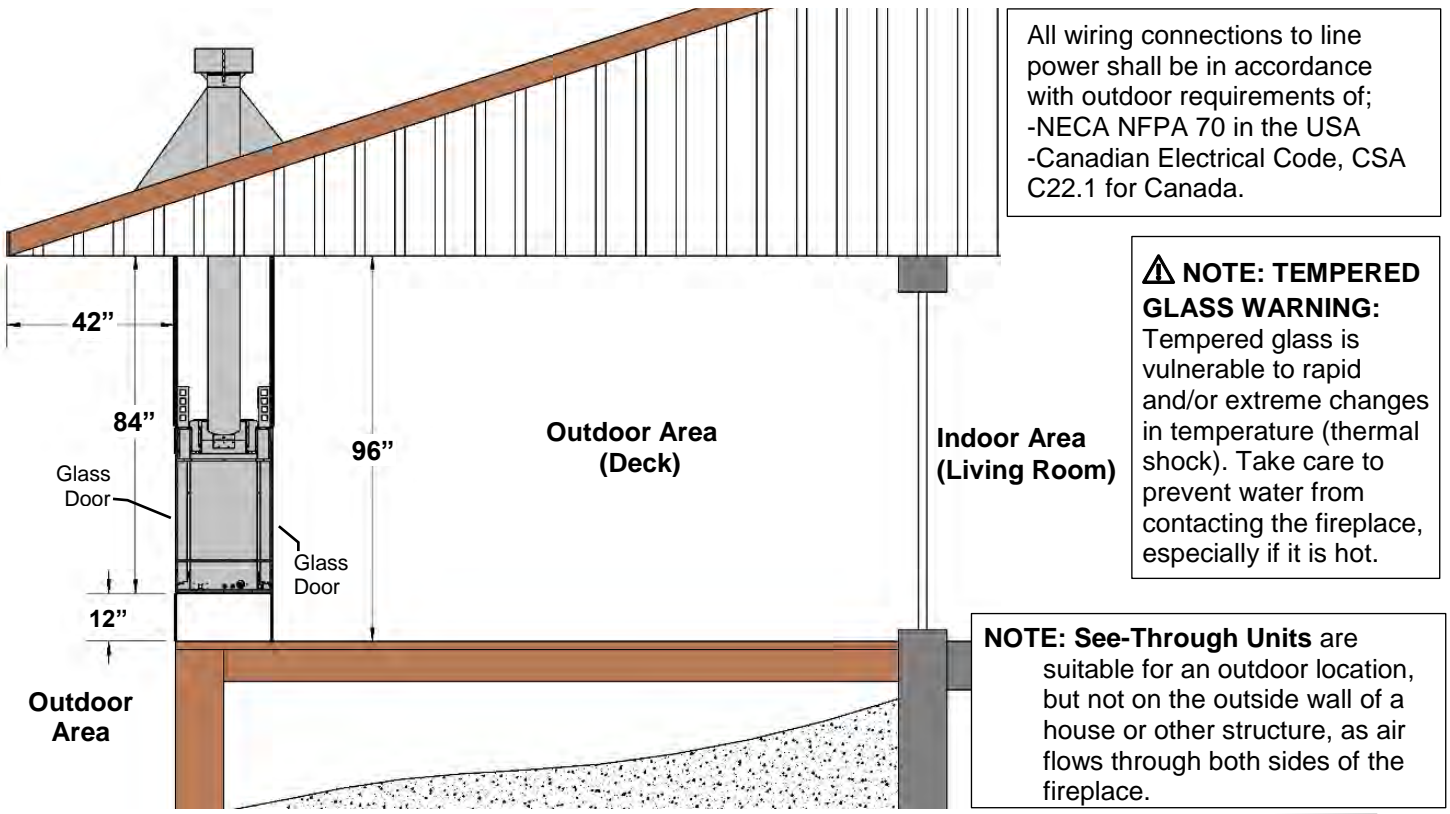 All wiring connections to line
power shall be in accordance
with outdoor requirements of;
-NECA NFPA 70 in the USA
-Canadian Electrical Code, CSA
C22.1 for Canada.
⚠ NOTE: TEMPERED
GLASS WARNING:
Tempered glass is
vulnerable to rapid
and/or extreme changes
in temperature (thermal
shock). Take care to
prevent water from
contacting the fireplace,
especially if it is hot.
42”
84”
96”
12”
Glass
Door
Glass
Door
Outdoor Area
(Deck)
Indoor Area
(Living Room)
Outdoor
Area
NOTE: See-Through Units are
suitable for an outdoor location,
but not on the outside wall of a
house or other structure, as air
flows through both sides of the
fireplace.